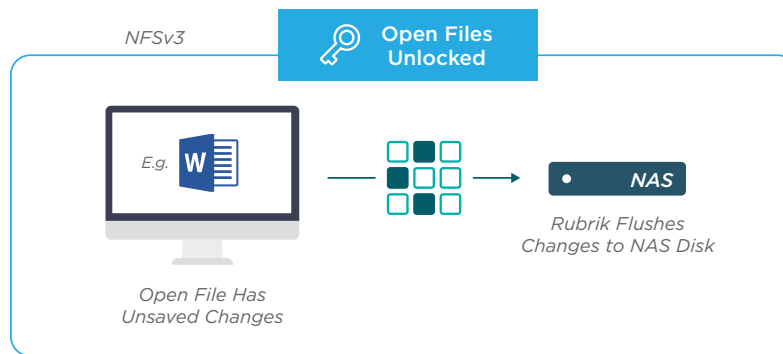 NFSv3
Open Files
Unlocked
E.g.
W
NAS
Open File Has
Unsaved Changes
Rubrik Flushes
Changes to NAS Disk